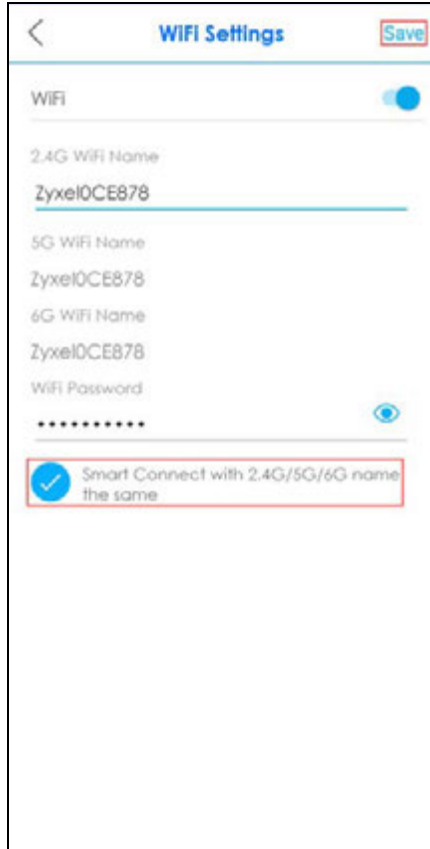 WiFi Settings
Save
WiFi
2.4G WiFi Name
Zyxel0CE878
5G WiFi Name
Zyxel0CE878
6G WiFi Name
Zyxel0CE878
WiFi Password
••••••••••
Smart Connect with 2.4G/5G/6G name
the same